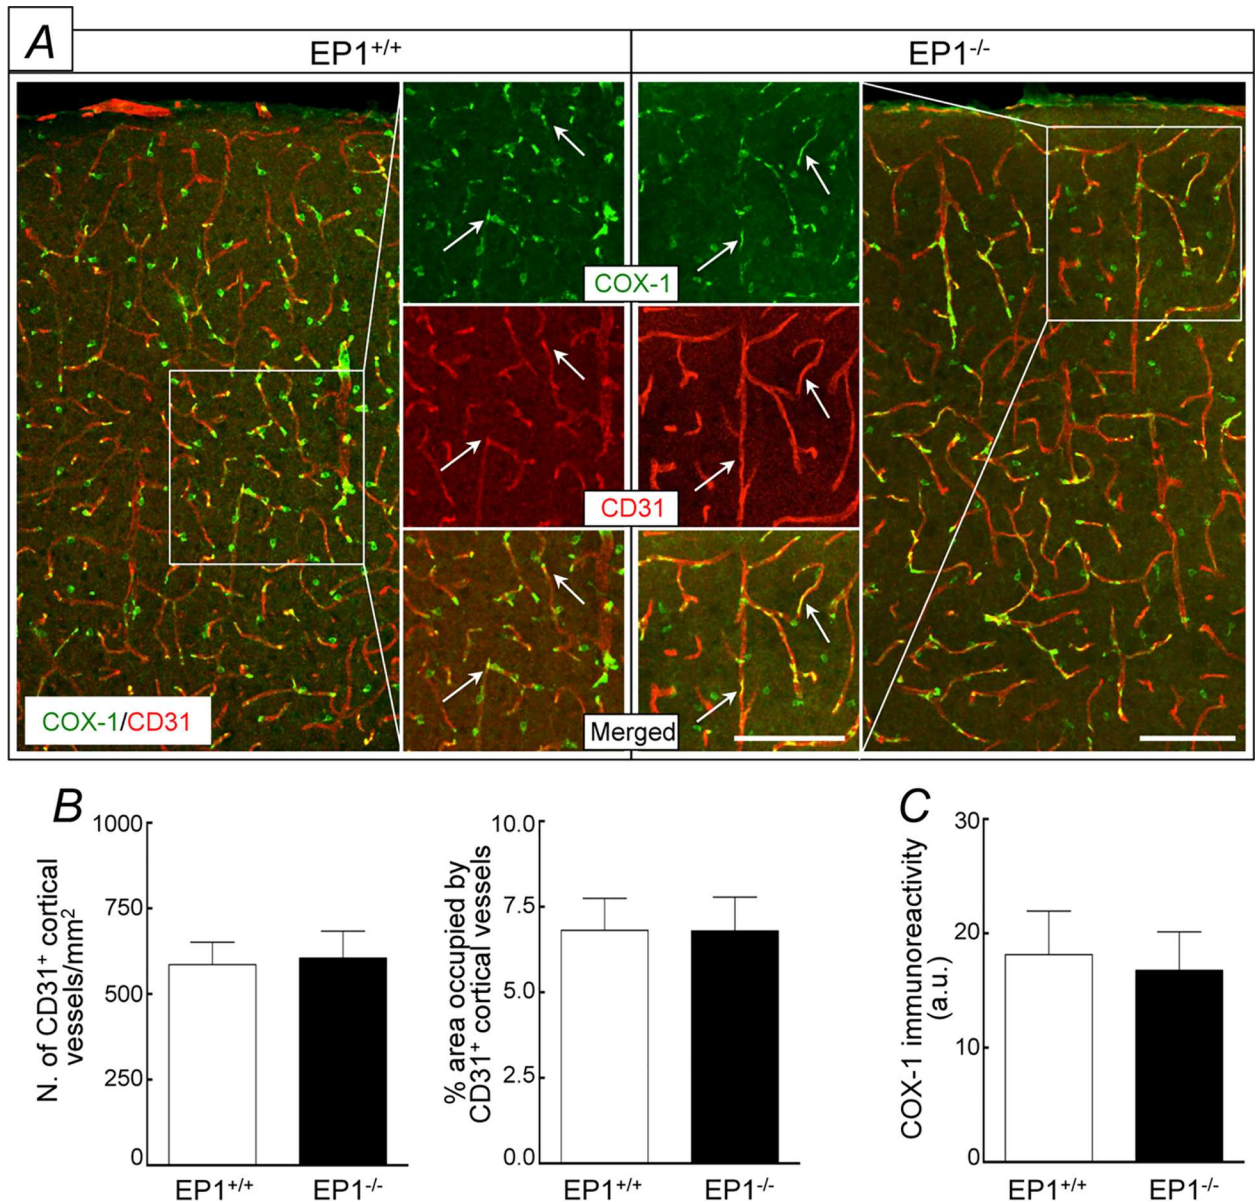 A
EP1+/+
EP1-/-
COX-1
CD31
Merged
COX-1/CD31
B
N. of CD31+ cortical
vessels/mm2
1000
750
500
250
0
EP1+/+
EP1-/-
% area occupied by
CD31+ cortical vessels
10.0
7.5
5.0
2.5
0.0
EP1+/+
EP1-/-
C
COX-1 immunoreactivity
(a.u.)
30
20
10
0
EP1+/+
EP1-/-